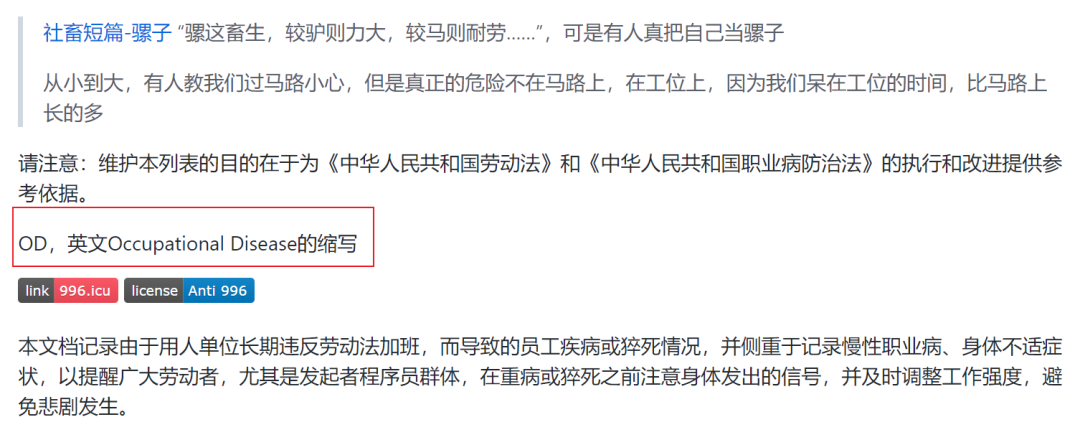 社畜短篇-骡子 “骡这畜生，较驴则力大，较马则耐劳......”，可是有人真把自己当骡子
从小到大，有人教我们过马路小心，但是真正的危险不在马路上，在工位上，因为我们呆在工位的时间，比马路上
长的多
请注意：维护本列表的目的在于为《中华人民共和国劳动法》和《中华人民共和国职业病防治法》的执行和改进提供参
考依据。
OD，英文Occupational Disease的缩写
link 996.icu license Anti 996
本文档记录由于用人单位长期违反劳动法加班，而导致的员工疾病或猝死情况，并侧重于记录慢性职业病、身体不适症
状，以提醒广大劳动者，尤其是发起者程序员群体，在重病或猝死之前注意身体发出的信号，并及时调整工作强度，避
免悲剧发生。